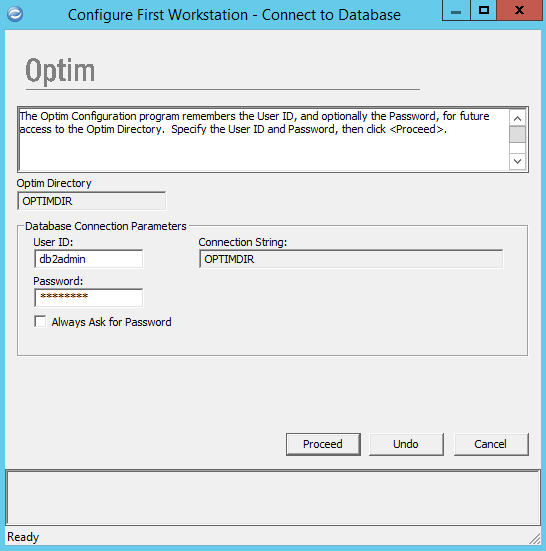 Configure First Workstation - Connect to Database
Optim
The Optim Configuration program remembers the User ID, and optionally the Password, for future
access to the Optim Directory.  Specify the User ID and Password, then click <Proceed>.
Optim Directory
OPTIMDIR
Database Connection Parameters
User ID:
Connection String:
db2admin
OPTIMDIR
Password:
********
Always Ask for Password
Proceed
Undo
Cancel
Ready